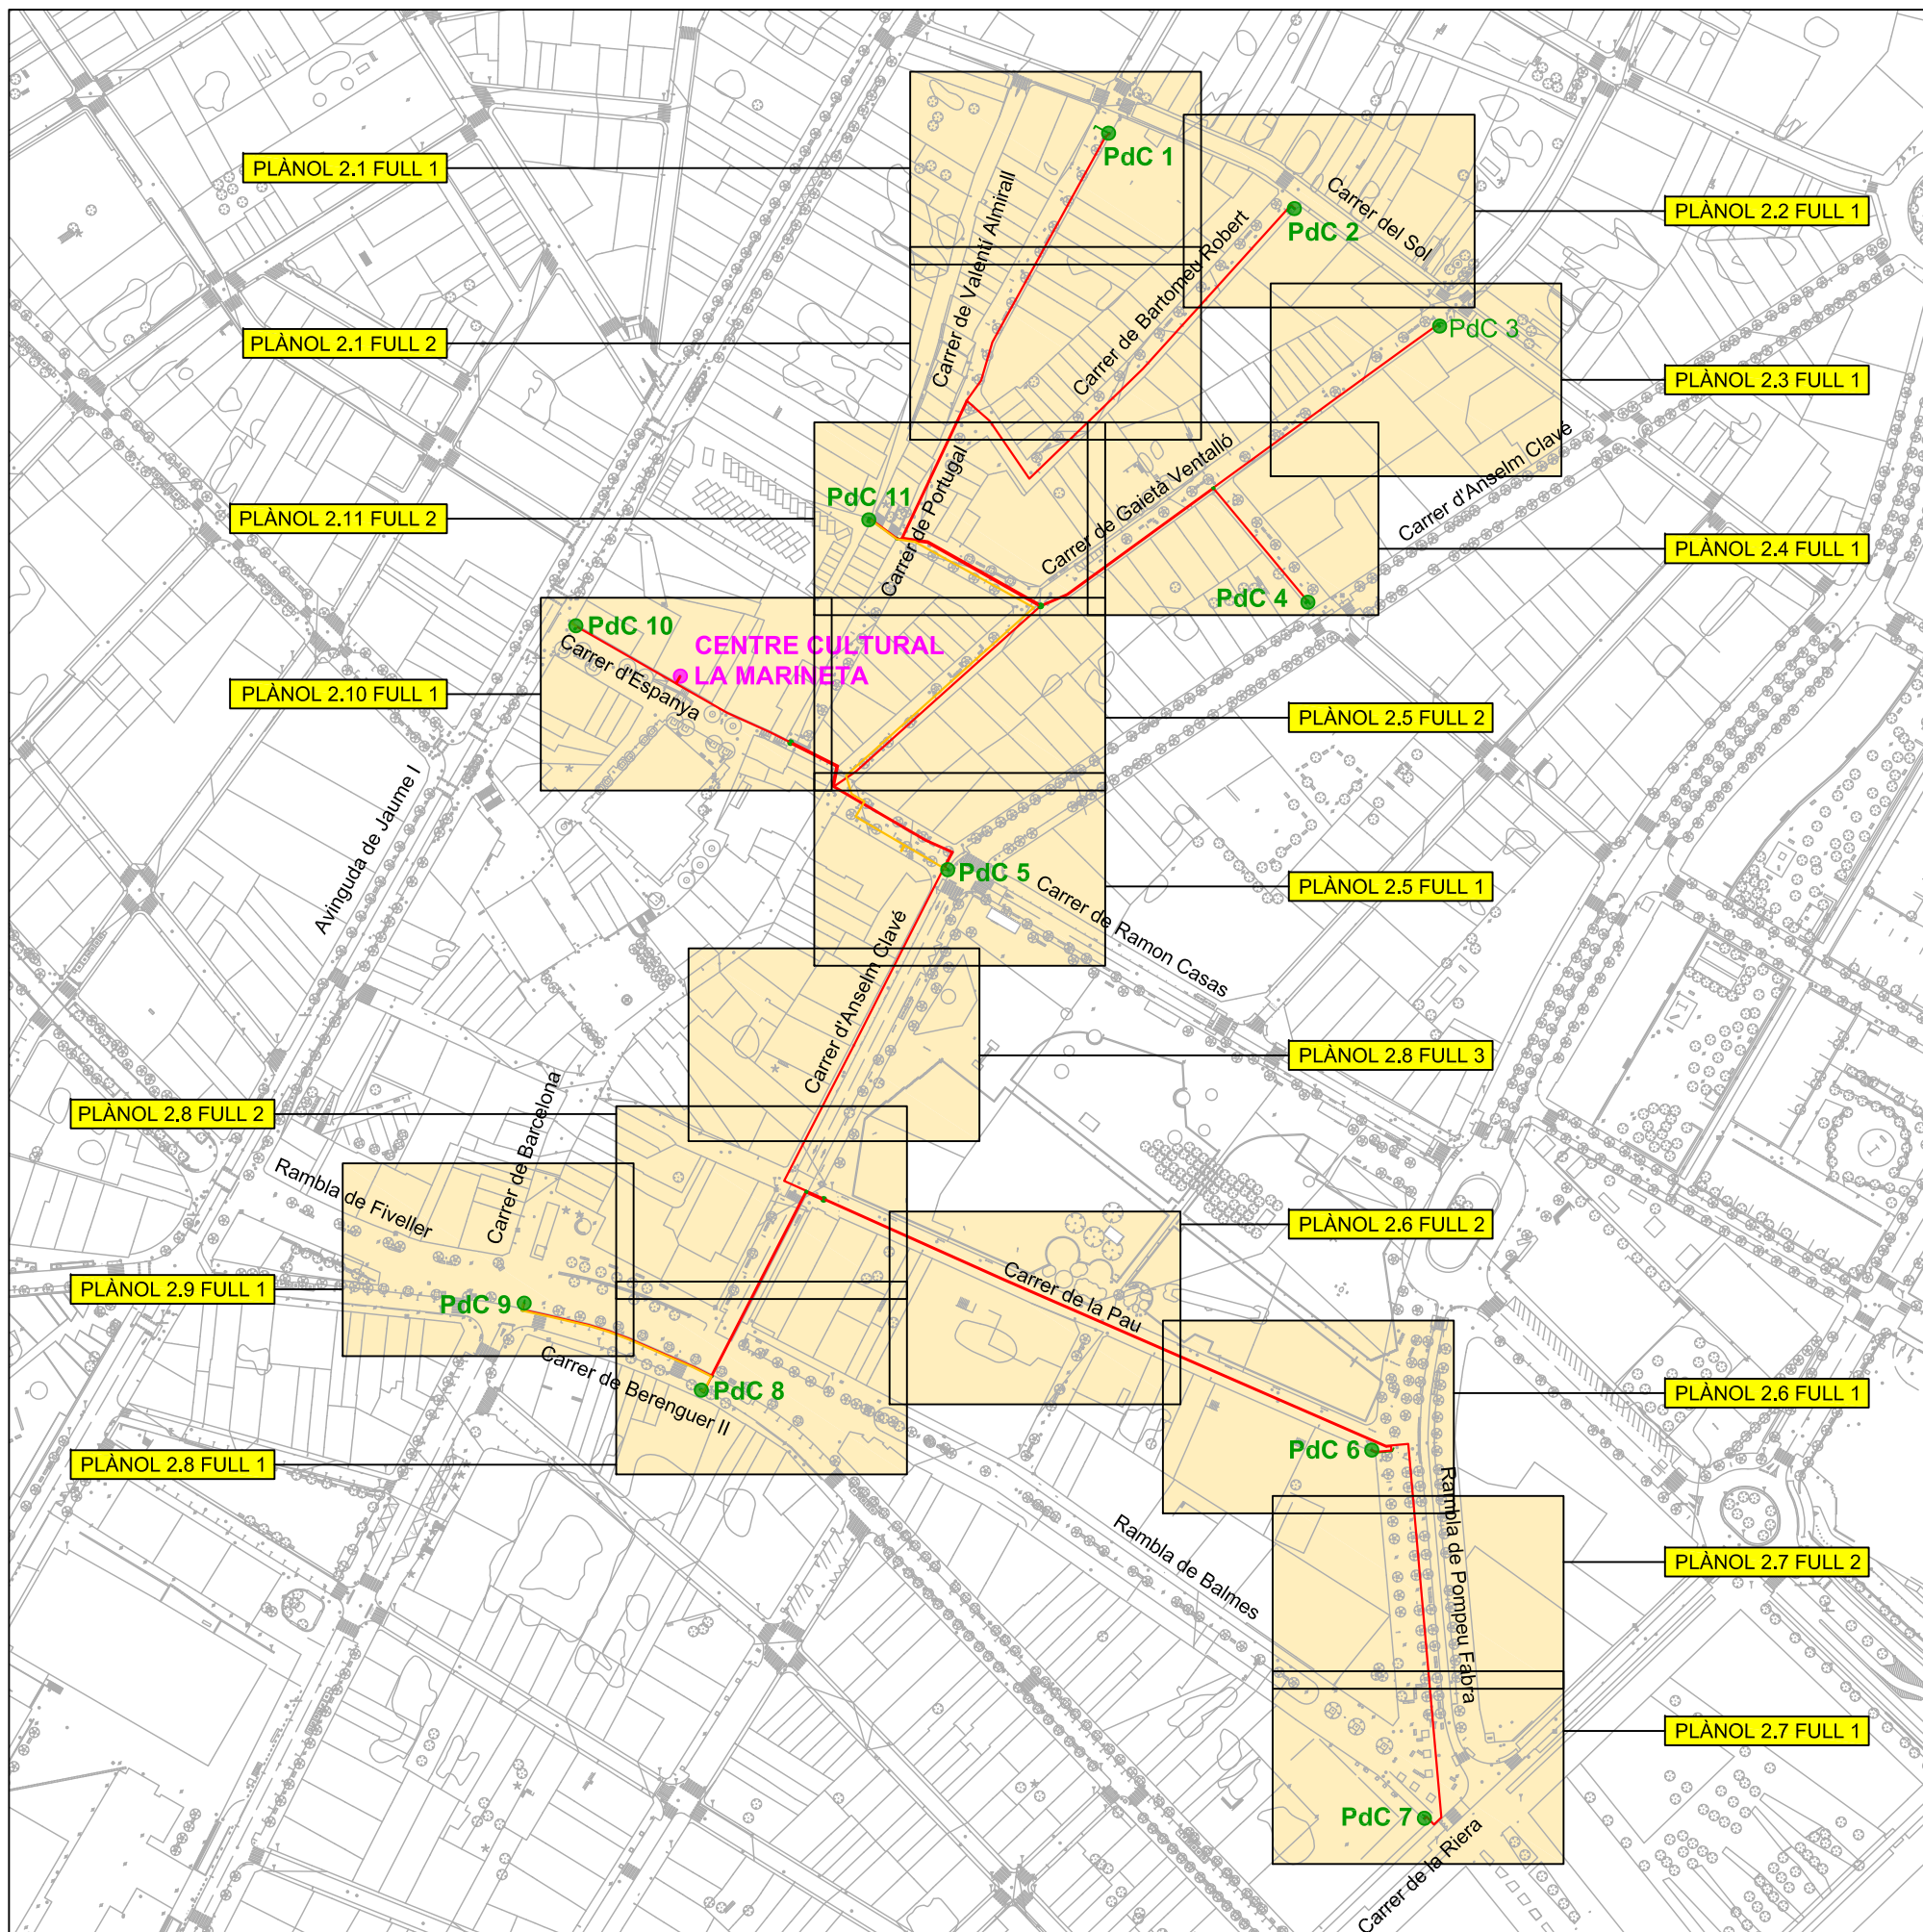 PLÀNOL 2.1 FULL 1
PdC 1
Carrer de Valentí Almirall
PdC 2
Carrer del Sol
PLÀNOL 2.2 FULL 1
Carrer de Bartomeu Robert
PLÀNOL 2.1 FULL 2
PdC 3
PLÀNOL 2.3 FULL 1
Carrer de Gaietà Ventalló
Carrer d'Anselm Clavé
PdC 11
Carrer de Portugal
PLÀNOL 2.11 FULL 2
PLÀNOL 2.4 FULL 1
PdC 4
PdC 10
CENTRE CULTURAL
LA MARINETA
Carrer d'Espanya
PLÀNOL 2.10 FULL 1
PLÀNOL 2.5 FULL 2
Avinguda de Jaume I
PdC 5
PLÀNOL 2.5 FULL 1
Carrer de Ramon Casas
Carrer d'Anselm Clavé
PLÀNOL 2.8 FULL 3
PLÀNOL 2.8 FULL 2
Carrer de Barcelona
Rambla de Fiveller
PLÀNOL 2.6 FULL 2
PLÀNOL 2.9 FULL 1
PdC 9
Carrer de la Pau
Carrer de Berenguer II
PdC 8
PLÀNOL 2.6 FULL 1
PLÀNOL 2.8 FULL 1
PdC 6
Rambla de Pompeu Fabra
Rambla de Balmes
PLÀNOL 2.7 FULL 2
PLÀNOL 2.7 FULL 1
PdC 7
Carrer de la Riera